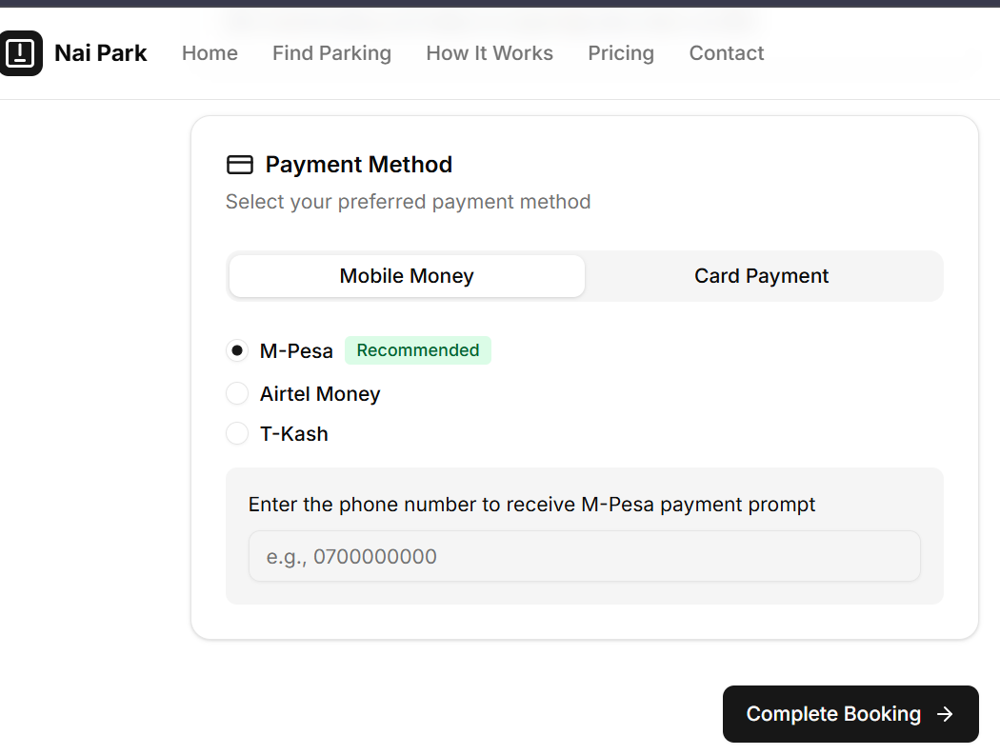 Nai Park Home Find Parking How It Works Pricing Contact
Payment Method
Select your preferred payment method
Mobile Money Card Payment
M-Pesa Recommended
Airtel Money
T-Kash
Enter the phone number to receive M-Pesa payment prompt
e.g., 0700000000
Complete Booking →